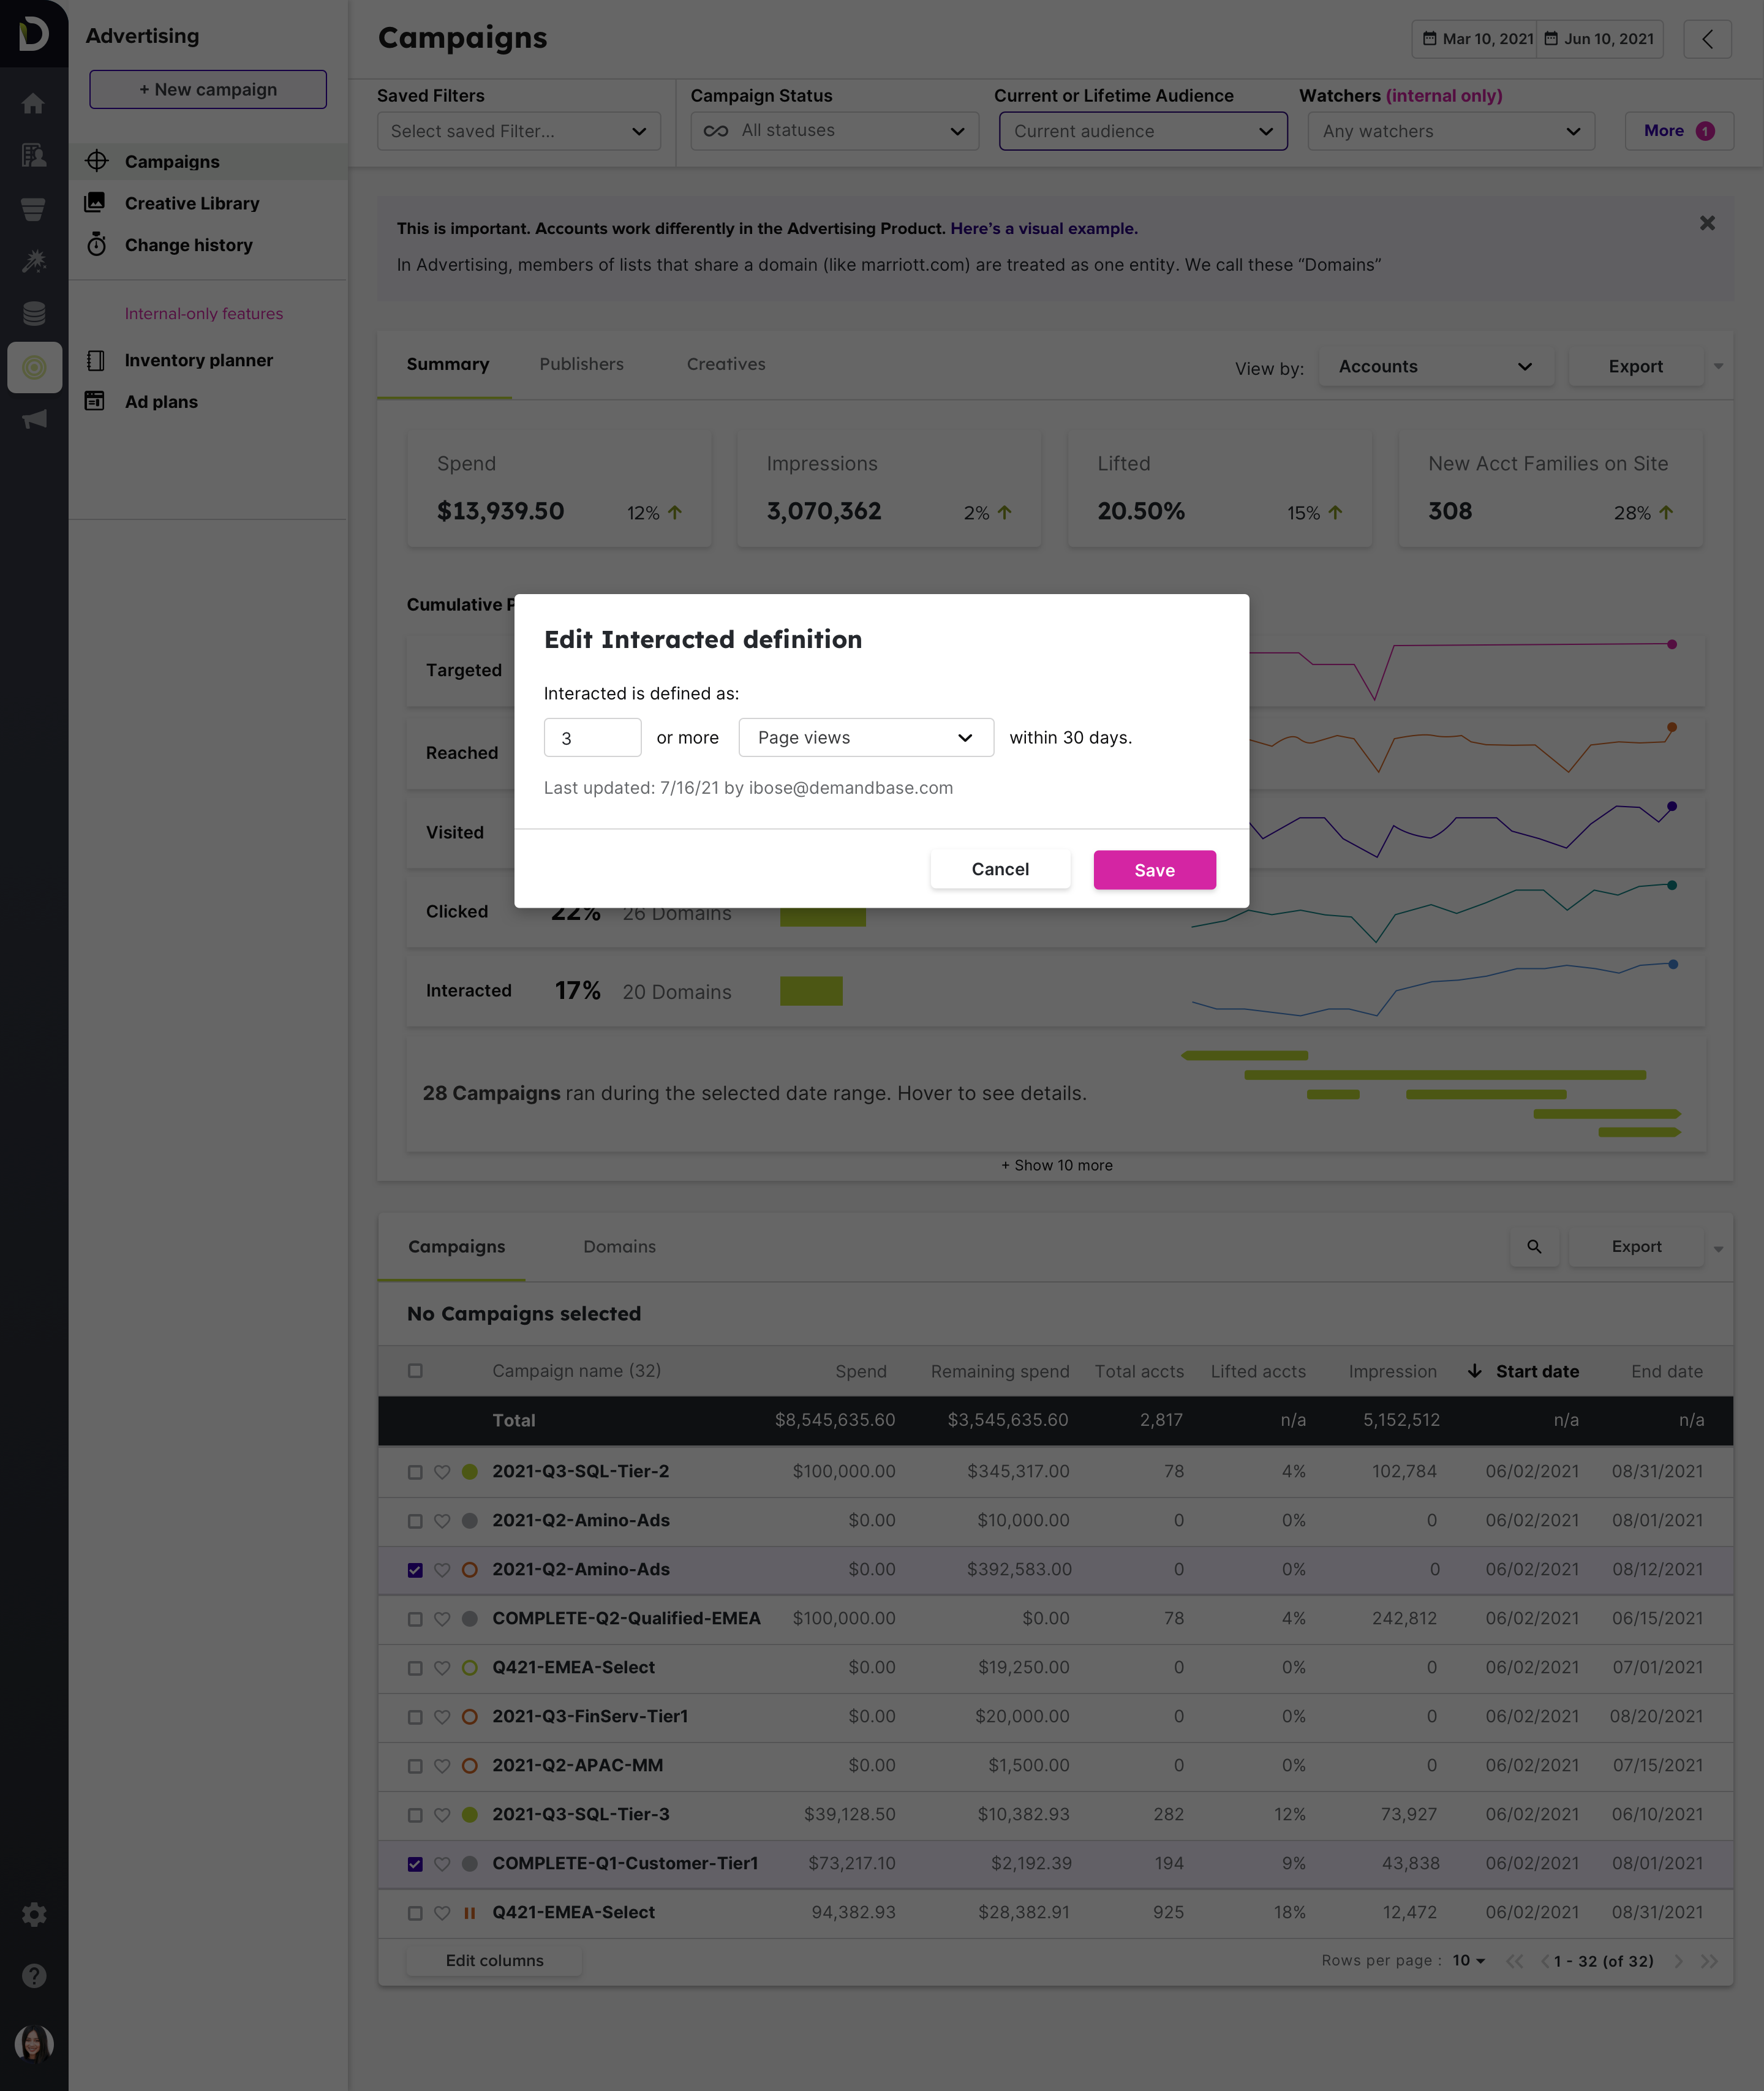 Advertising
+ New campaign
Campaigns
Creative Library
Change history
Internal-only features
Inventory planner
Ad plans
Campaigns
Mar 10, 2021 Jun 10, 2021
Saved Filters
Select saved Filter...
Campaign Status
All statuses
Current or Lifetime Audience
Current audience
Watchers (internal only)
Any watchers
More 1
This is important. Accounts work differently in the Advertising Product. Here's a visual example.
In Advertising, members of lists that share a domain (like marriott.com) are treated as one entity. We call these “Domains”
Summary Publishers Creatives
View by: Accounts Export
Spend
$13,939.50 12%
Impressions
3,070,362 2%
Lifted
20.50% 15%
New Acct Families on Site
308 28%
Cumulative P
Edit Interacted definition
Interacted is defined as:
3 or more Page views within 30 days.
Last updated: 7/16/21 by ibose@demandbase.com
Cancel Save
Targeted
Reached
Visited
Clicked 22% 26 Domains
Interacted 17% 20 Domains
28 Campaigns ran during the selected date range. Hover to see details.
+ Show 10 more
Campaigns Domains Export
No Campaigns selected
Campaign name (32) Spend Remaining spend Total accts Lifted accts Impression Start date End date
Total $8,545,635.60 $3,545,635.60 2,817 n/a 5,152,512 n/a n/a
2021-Q3-SQL-Tier-2 $100,000.00 $345,317.00 78 4% 102,784 06/02/2021 08/31/2021
2021-Q2-Amino-Ads $0.00 $10,000.00 0 0% 0 06/02/2021 08/01/2021
2021-Q2-Amino-Ads $0.00 $392,583.00 0 0% 0 06/02/2021 08/12/2021
COMPLETE-Q2-Qualified-EMEA $100,000.00 $0.00 78 4% 242,812 06/02/2021 06/15/2021
Q421-EMEA-Select $0.00 $19,250.00 0 0% 0 06/02/2021 07/01/2021
2021-Q3-FinServ-Tier1 $0.00 $20,000.00 0 0% 0 06/02/2021 08/20/2021
2021-Q2-APAC-MM $0.00 $1,500.00 0 0% 0 06/02/2021 07/15/2021
2021-Q3-SQL-Tier-3 $39,128.50 $10,382.93 282 12% 73,927 06/02/2021 06/10/2021
COMPLETE-Q1-Customer-Tier1 $73,217.10 $2,192.39 194 9% 43,838 06/02/2021 08/01/2021
Q421-EMEA-Select 94,382.93 $28,382.91 925 18% 12,472 06/02/2021 08/31/2021
Edit columns
Rows per page : 10 1 - 32 (of 32)